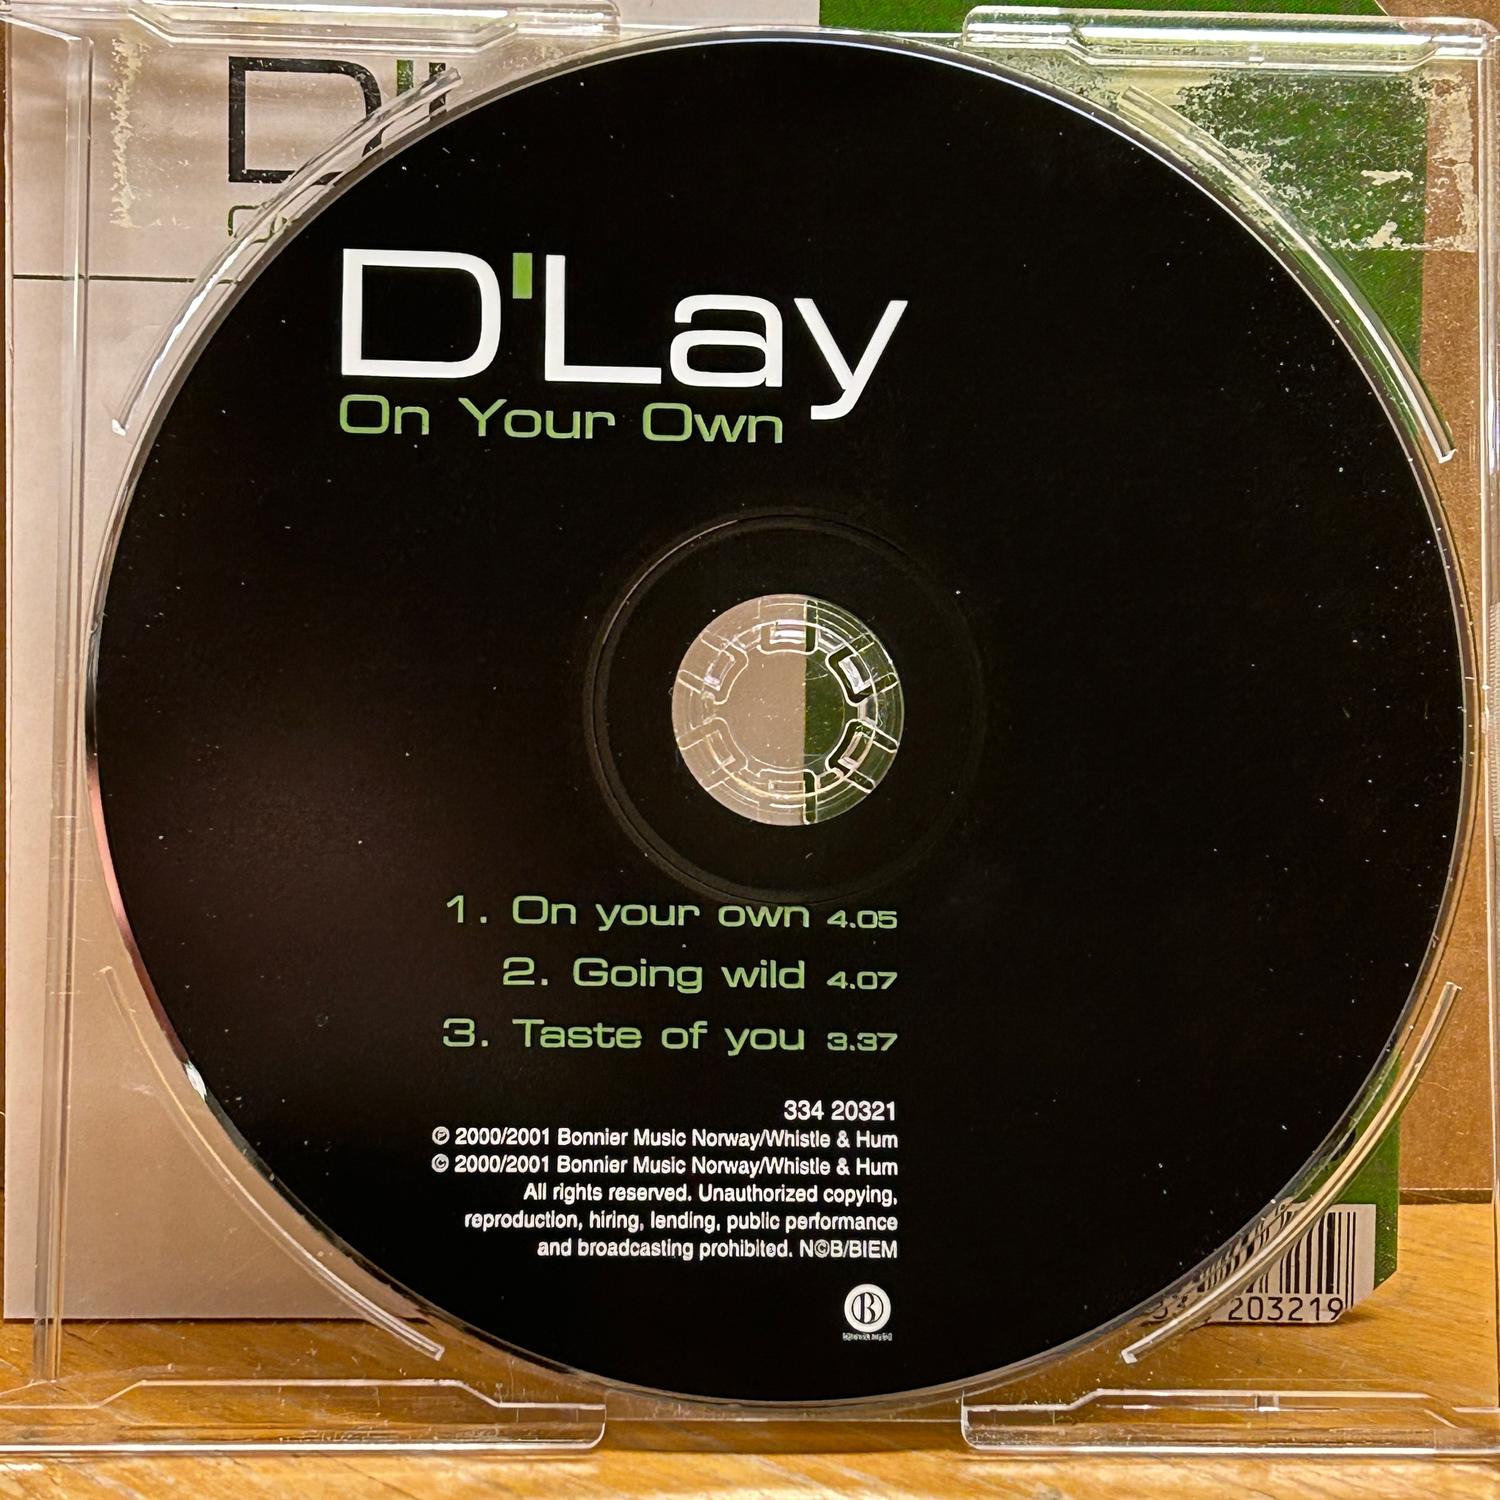 D'
D'Lay
On Your Own
1. On your own 4.05
2. Going wild 4.07
3. Taste of you 3.37
334 20321
℗ 2000/2001 Bonnier Music Norway/Whistle & Hum
© 2000/2001 Bonnier Music Norway/Whistle & Hum
All rights reserved. Unauthorized copying,
reproduction, hiring, lending, public performance
and broadcasting prohibited. N©B/BIEM
B
203219